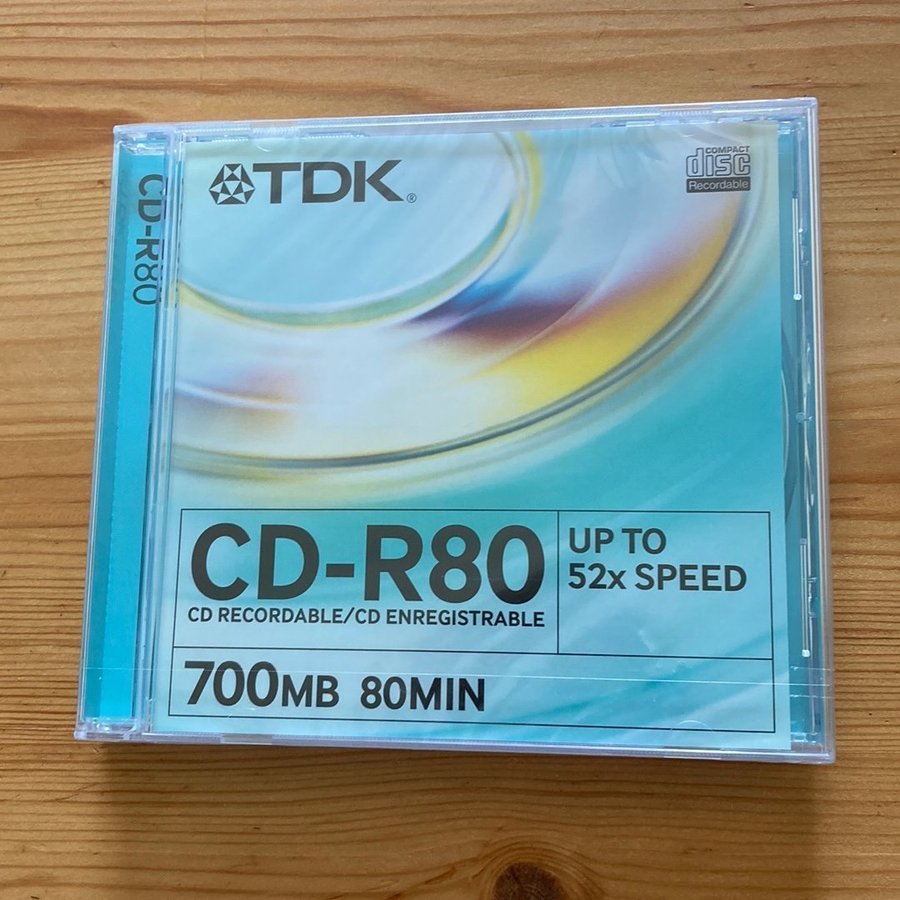 CD-R80
TDK®
COMPACT
disc
Recordable
CD-R80
CD RECORDABLE/CD ENREGISTRABLE
UP TO
52x SPEED
700MB 80MIN